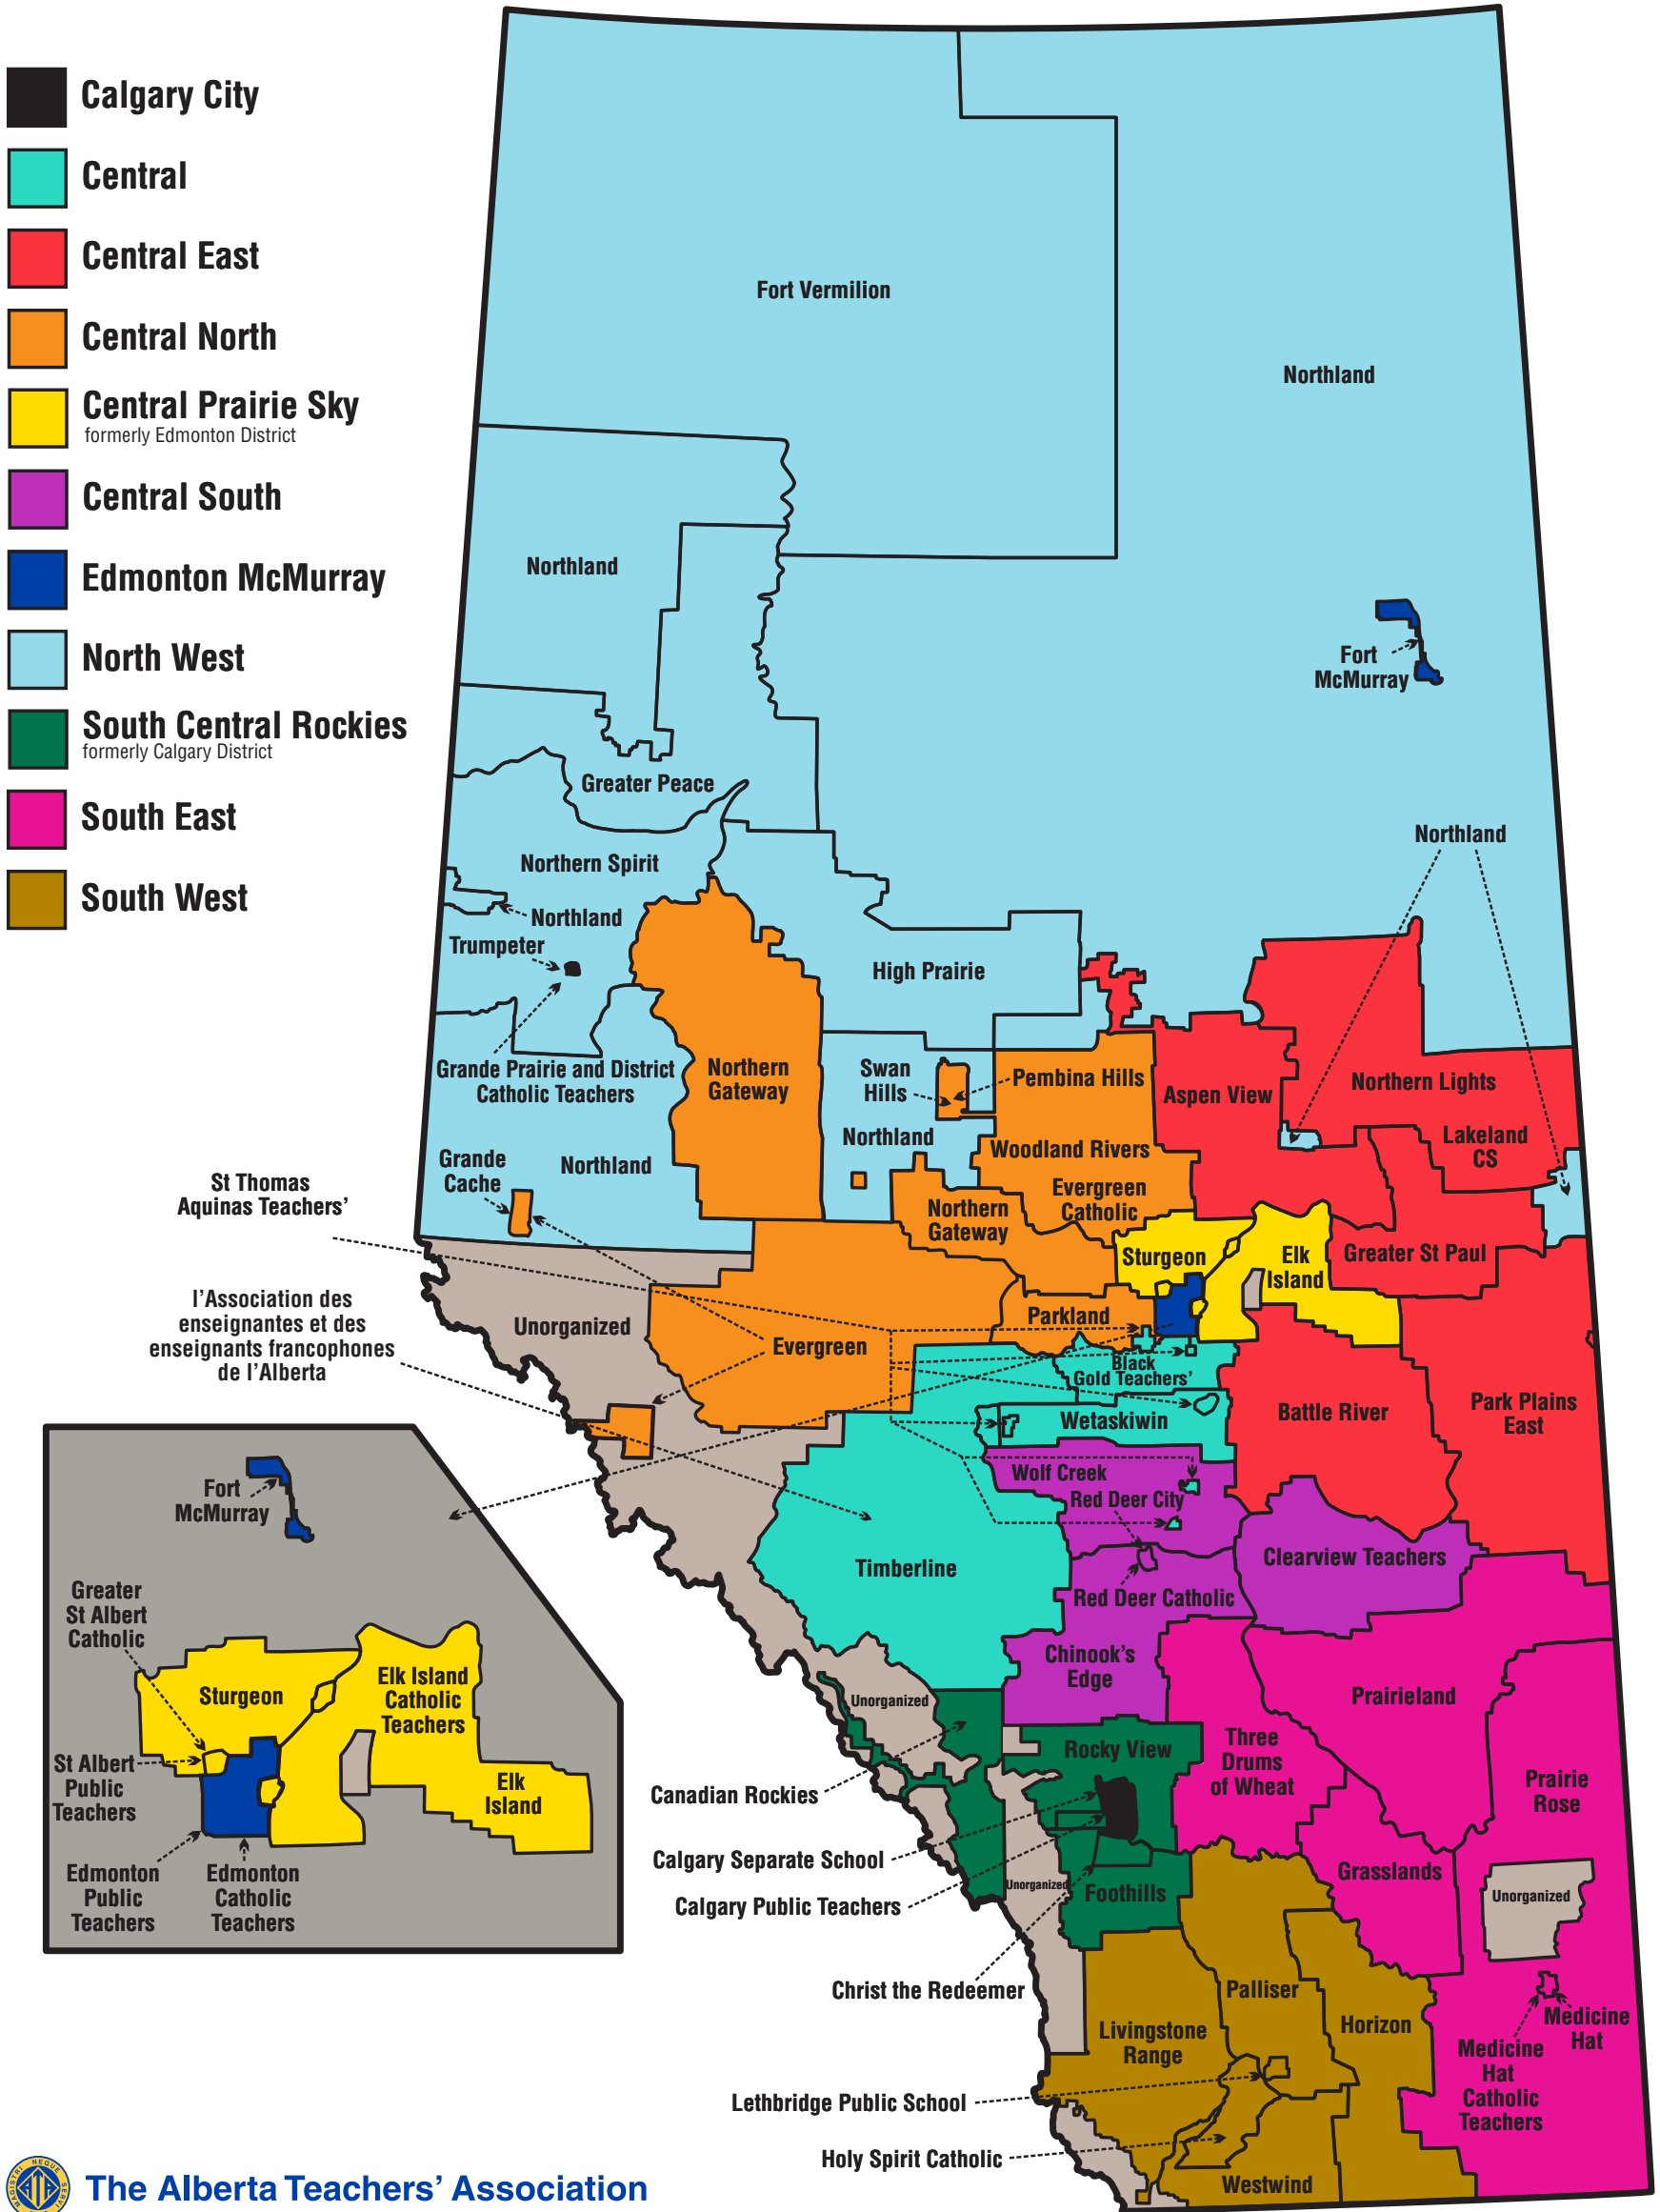 Calgary City
Central
Central East
Central North
Central Prairie Sky
formerly Edmonton District
Central South
Edmonton McMurray
North West
South Central Rockies
formerly Calgary District
South East
South West
Fort Vermilion
Northland
Northland
Fort
McMurray
Greater Peace
Northland
Northern Spirit
Northland
Trumpeter
High Prairie
Grande Prairie and District
Catholic Teachers
Northern
Gateway
Swan
Hills
Pembina Hills
Aspen View
Northern Lights
Northland
Woodland Rivers
Lakeland
CS
Grande
Cache
Northland
St Thomas
Aquinas Teachers'
Evergreen
Catholic
Northern
Gateway
Sturgeon
Elk
Island
Greater St Paul
l'Association des
enseignantes et des
enseignants francophones
de l'Alberta
Unorganized
Parkland
Evergreen
Black
Gold Teachers'
Wetaskiwin
Battle River
Park Plains
East
Wolf Creek
Red Deer City
Timberline
Clearview Teachers
Red Deer Catholic
Chinook's
Edge
Unorganized
Prairieland
Three
Drums
of Wheat
Rocky View
Prairie
Rose
Canadian Rockies
Calgary Separate School
Grasslands
Unorganized
Foothills
Unorganized
Calgary Public Teachers
Christ the Redeemer
Palliser
Livingstone
Range
Horizon
Medicine
Hat
Medicine
Hat
Catholic
Teachers
Lethbridge Public School
Holy Spirit Catholic
Westwind
Fort
McMurray
Greater
St Albert
Catholic
Sturgeon
Elk Island
Catholic
Teachers
St Albert
Public
Teachers
Elk
Island
Edmonton
Public
Teachers
Edmonton
Catholic
Teachers
The Alberta Teachers' Association